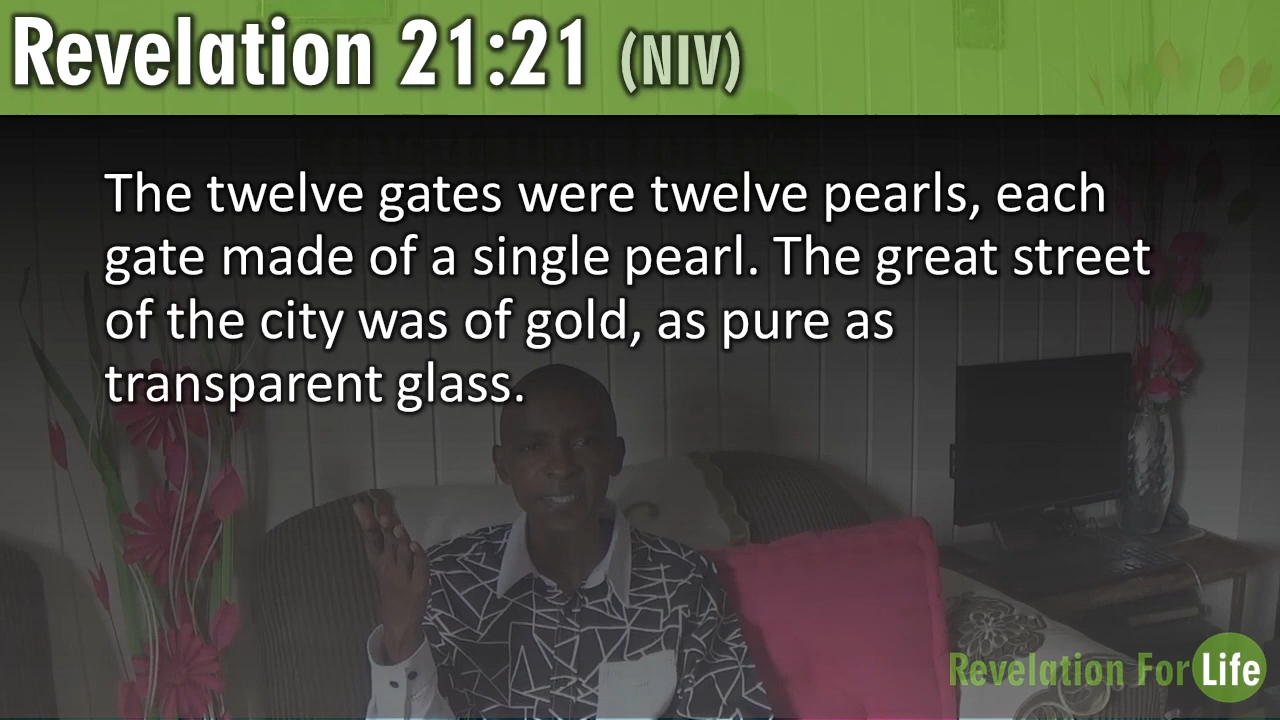 Revelation 21:21 (NIV)
The twelve gates were twelve pearls, each
gate made of a single pearl. The great street
of the city was of gold, as pure as
transparent glass.
Revelation For Life